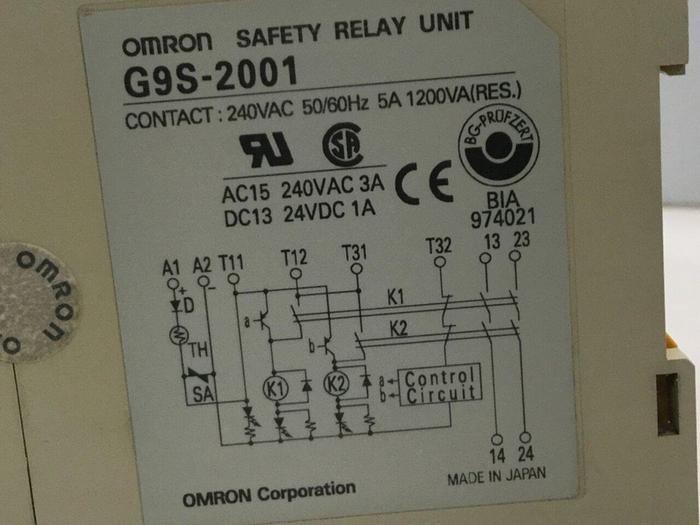 OMRON SAFETY RELAY UNIT
G9S-2001
CONTACT : 240VAC 50/60Hz 5A 1200VA(RES.)
RU SA
BG-PRÜFZERT
AC15 240VAC 3A CE
DC13 24VDC 1A
BIA
974021
A1 A2 T11 T12 T31 T32 13 23
+ −
D
a
K1
b
K2
TH
SA
K1 K2
a Control
b Circuit
14 24
OMRON Corporation
MADE IN JAPAN
OMRON